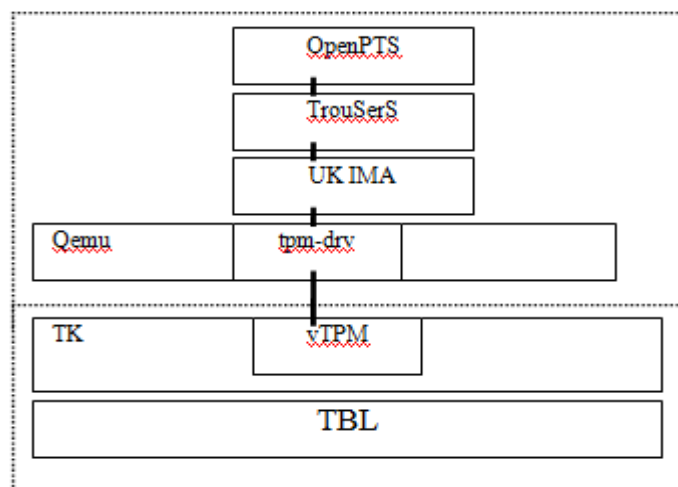 OpenPTS
TrouSerS
UK IMA
Qemu
tpm-drv
TK
vTPM
TBL